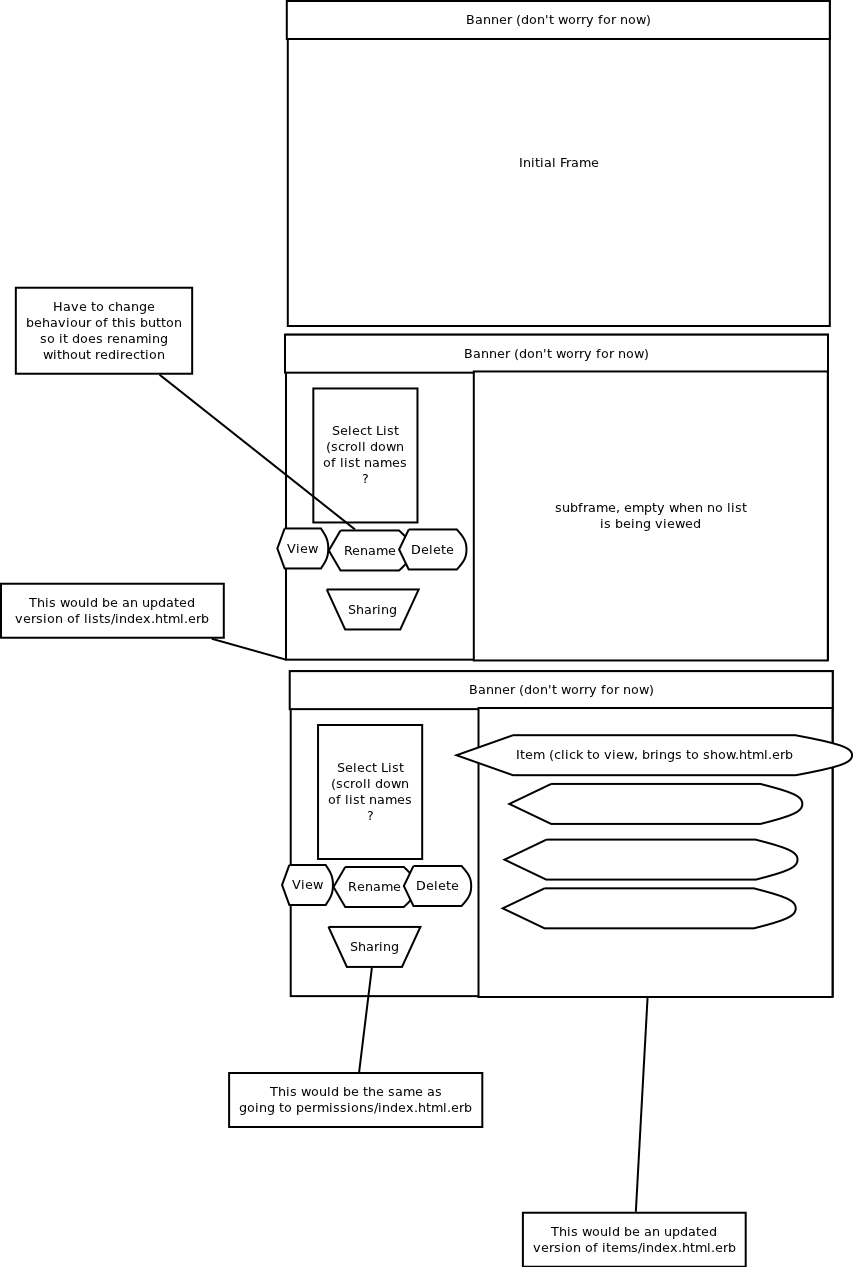 Banner (don't worry for now)
Initial Frame
Have to change
behaviour of this button
so it does renaming
without redirection
Banner (don't worry for now)
Select List
(scroll down
of list names
?
subframe, empty when no list
is being viewed
View
Rename
Delete
Sharing
This would be an updated
version of lists/index.html.erb
Banner (don't worry for now)
Select List
(scroll down
of list names
?
Item (click to view, brings to show.html.erb
View
Rename
Delete
Sharing
This would be the same as
going to permissions/index.html.erb
This would be an updated
version of items/index.html.erb